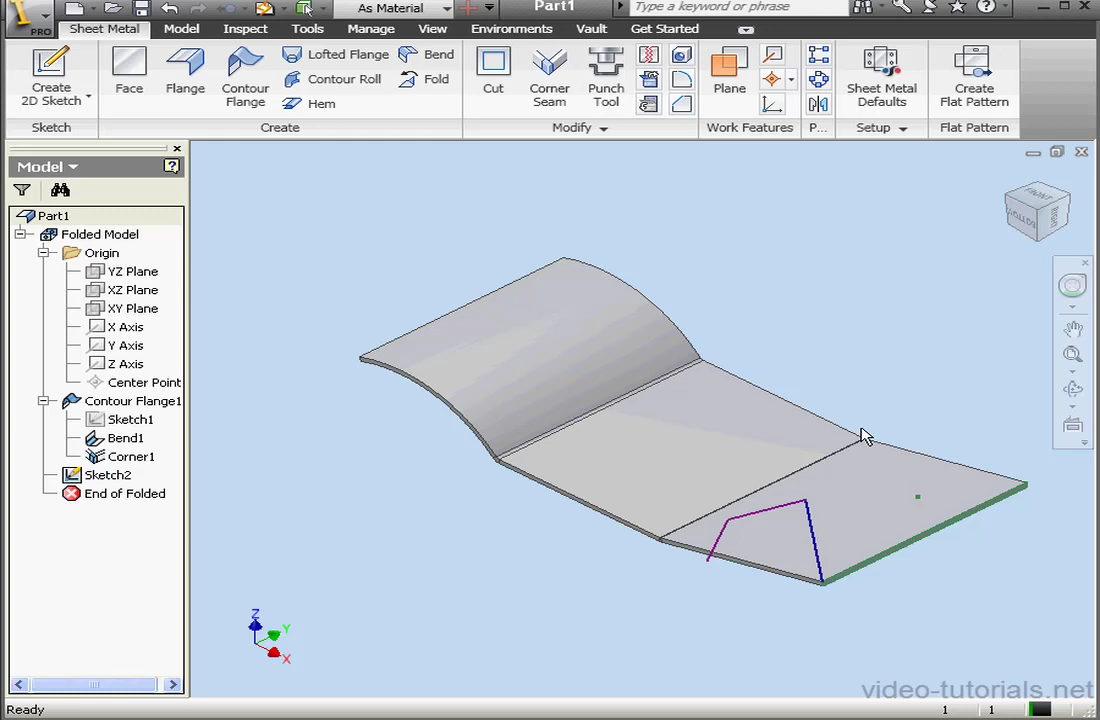 As Material
Part1
Type a keyword or phrase
PRO
Sheet Metal
Model
Inspect
Tools
Manage
View
Environments
Vault
Get Started
Create
2D Sketch
Face
Flange
Contour
Flange
Lofted Flange
Contour Roll
Hem
Bend
Fold
Cut
Corner
Seam
Punch
Tool
Plane
Sheet Metal
Defaults
Create
Flat Pattern
Sketch
Create
Modify
Work Features
P...
Setup
Flat Pattern
Model
Part1
Folded Model
Origin
YZ Plane
XZ Plane
XY Plane
X Axis
Y Axis
Z Axis
Center Point
Contour Flange1
Sketch1
Bend1
Corner1
Sketch2
End of Folded
FRONT
BOTTOM
RIGHT
Z
Y
X
video-tutorials.net
Ready
1
1